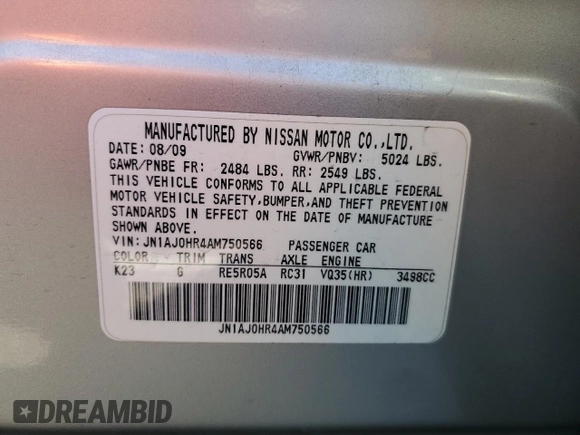 MANUFACTURED BY NISSAN MOTOR CO.,LTD.
DATE: 08/09 GVWR/PNBV: 5024 LBS.
GAWR/PNBE FR: 2484 LBS. RR: 2549 LBS.
THIS VEHICLE CONFORMS TO ALL APPLICABLE FEDERAL
MOTOR VEHICLE SAFETY,BUMPER,AND THEFT PREVENTION
STANDARDS IN EFFECT ON THE DATE OF MANUFACTURE
SHOWN ABOVE.
VIN:JN1AJ0HR4AM750566 PASSENGER CAR
COLOR TRIM TRANS AXLE ENGINE
K23 G RE5R05A RC31 VQ35(HR) 3498CC
JN1AJ0HR4AM750566
DREAMBID